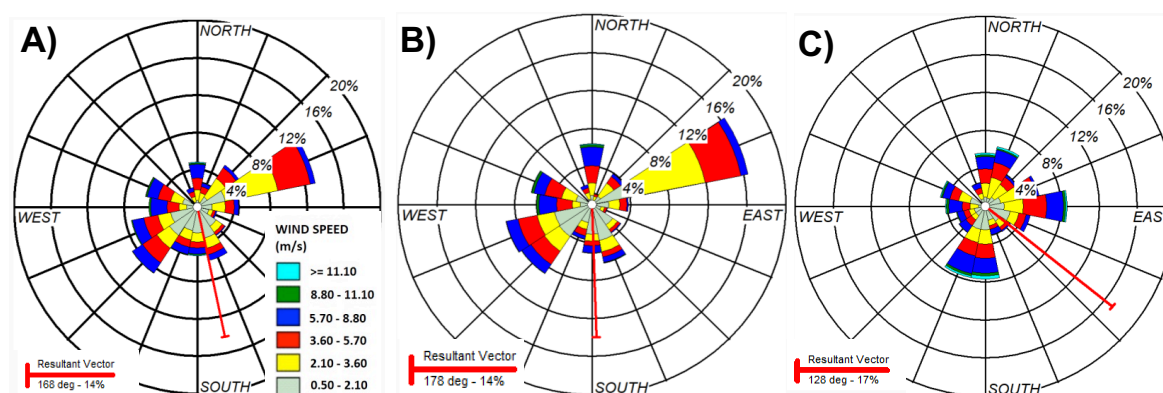 A)
NORTH
20%
16%
12%
8%
4%
WEST
WIND SPEED
(m/s)
>= 11.10
8.80 - 11.10
5.70 - 8.80
3.60 - 5.70
2.10 - 3.60
0.50 - 2.10
SOUTH
Resultant Vector
168 deg - 14%
B)
NORTH
20%
16%
12%
8%
4%
WEST
EAST
SOUTH
Resultant Vector
178 deg - 14%
C)
NORTH
20%
16%
12%
8%
4%
WEST
EAS
SOUTH
Resultant Vector
128 deg - 17%